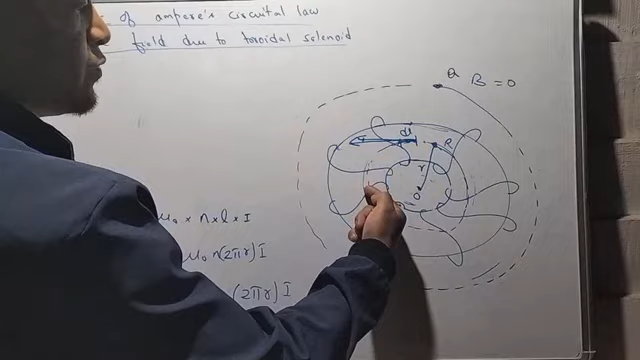 of ampere's circuital law
field due to toroidal solenoid
Q B = 0
dl
P
r
O
μ₀ × n × l × I
μ₀ n(2πr) I
(2πr) I